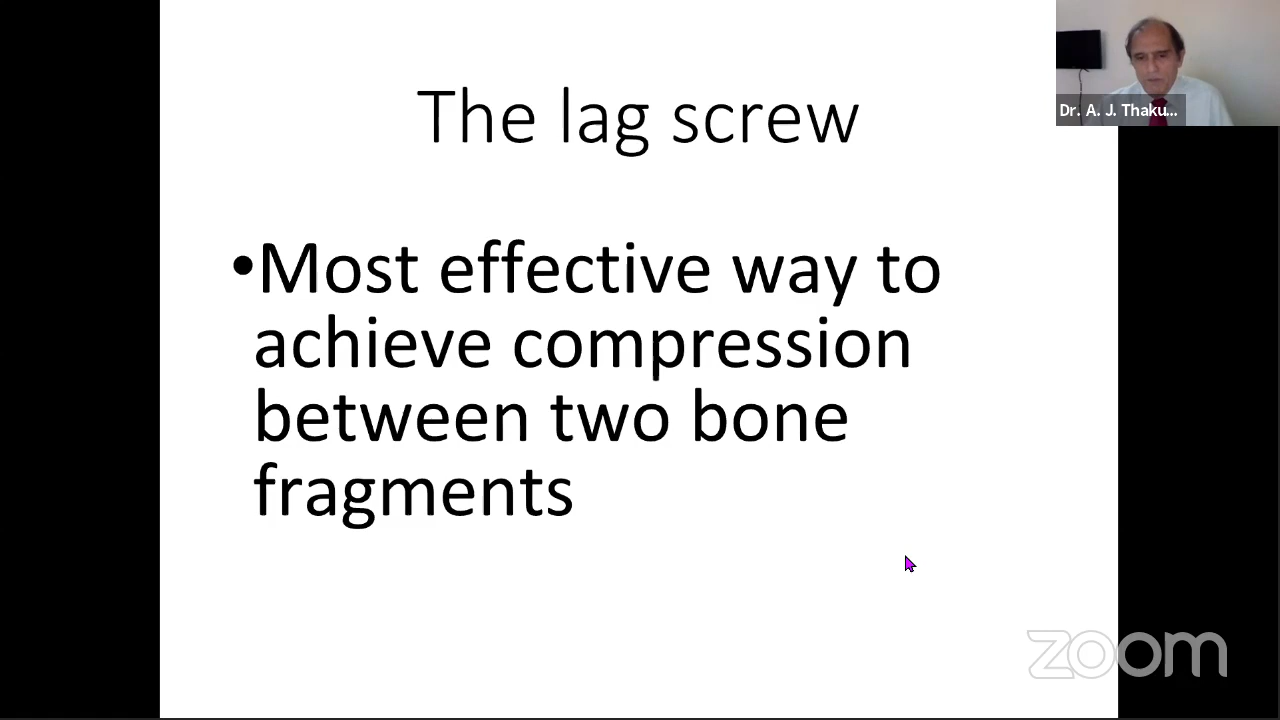 The lag screw
•Most effective way to
achieve compression
between two bone
fragments
Dr. A. J. Thaku...
zoom